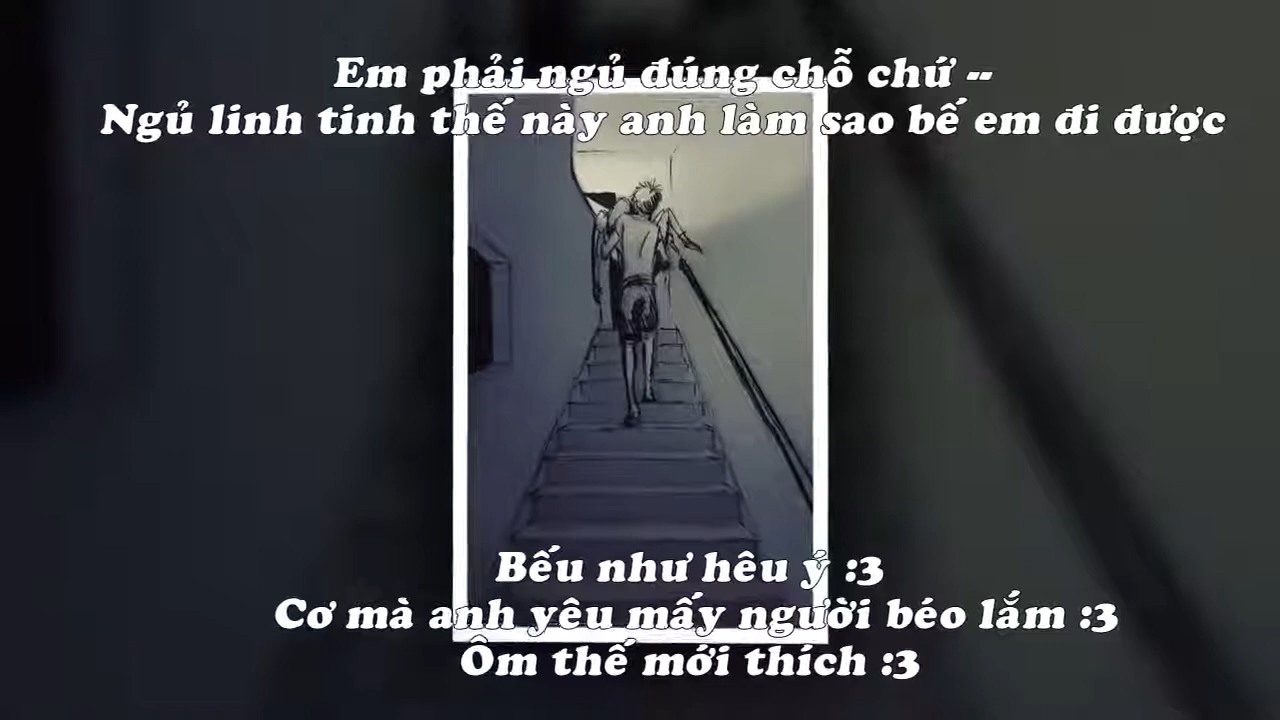 Em phải ngủ đúng chỗ chứ --
Ngủ linh tinh thế này anh làm sao bế em đi được
Bếu như hêu ý :3
Cơ mà anh yêu mấy người béo lắm :3
Ôm thế mới thích :3